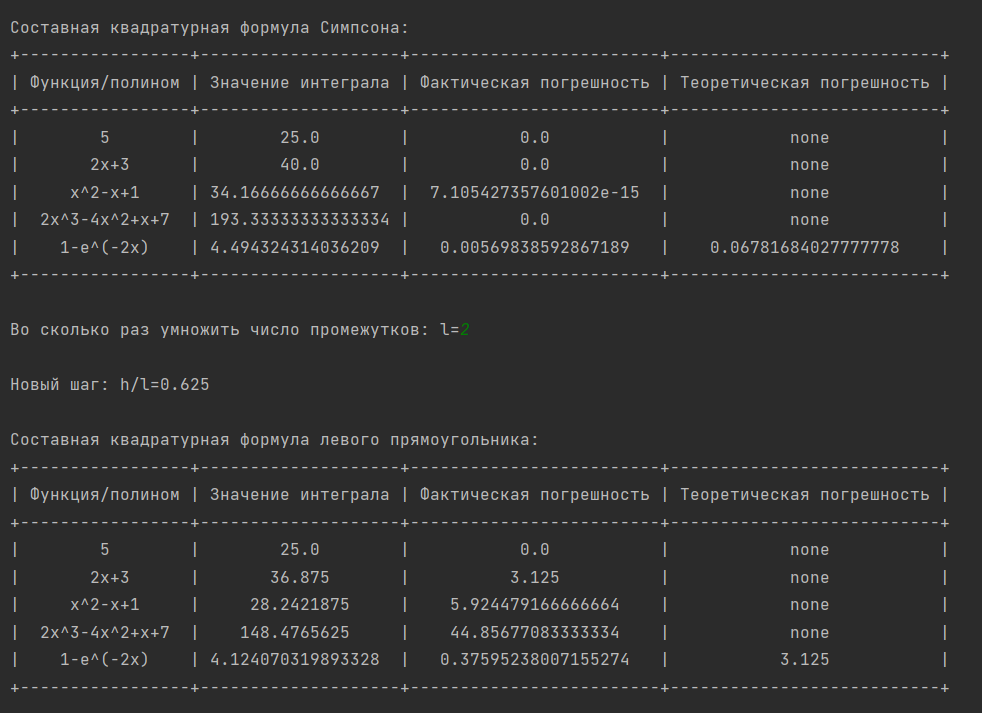 Составная квадратурная формула Симпсона:
+-----------------+--------------------+-------------------------+---------------------------+
| Функция/полином | Значение интеграла | Фактическая погрешность | Теоретическая погрешность |
+-----------------+--------------------+-------------------------+---------------------------+
| 5 | 25.0 | 0.0 | none |
| 2x+3 | 40.0 | 0.0 | none |
| x^2-x+1 | 34.16666666666667 | 7.105427357601002e-15 | none |
| 2x^3-4x^2+x+7 | 193.33333333333334 | 0.0 | none |
| 1-e^(-2x) | 4.494324314036209 | 0.00569838592867189 | 0.06781684027777778 |
+-----------------+--------------------+-------------------------+---------------------------+
Во сколько раз умножить число промежутков: l=2
Новый шаг: h/l=0.625
Составная квадратурная формула левого прямоугольника:
+-----------------+--------------------+-------------------------+---------------------------+
| Функция/полином | Значение интеграла | Фактическая погрешность | Теоретическая погрешность |
+-----------------+--------------------+-------------------------+---------------------------+
| 5 | 25.0 | 0.0 | none |
| 2x+3 | 36.875 | 3.125 | none |
| x^2-x+1 | 28.2421875 | 5.924479166666664 | none |
| 2x^3-4x^2+x+7 | 148.4765625 | 44.85677083333334 | none |
| 1-e^(-2x) | 4.124070319893328 | 0.37595238007155274 | 3.125 |
+-----------------+--------------------+-------------------------+---------------------------+